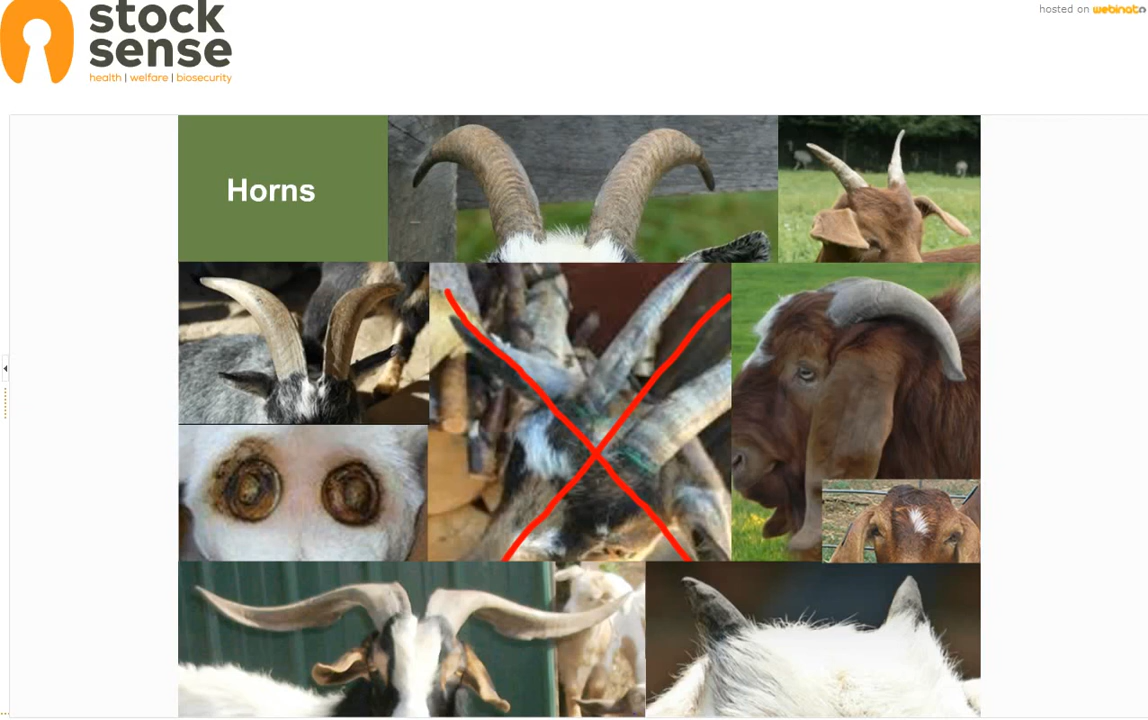 stock
hosted on webinato
sense
health | welfare | biosecurity
Horns